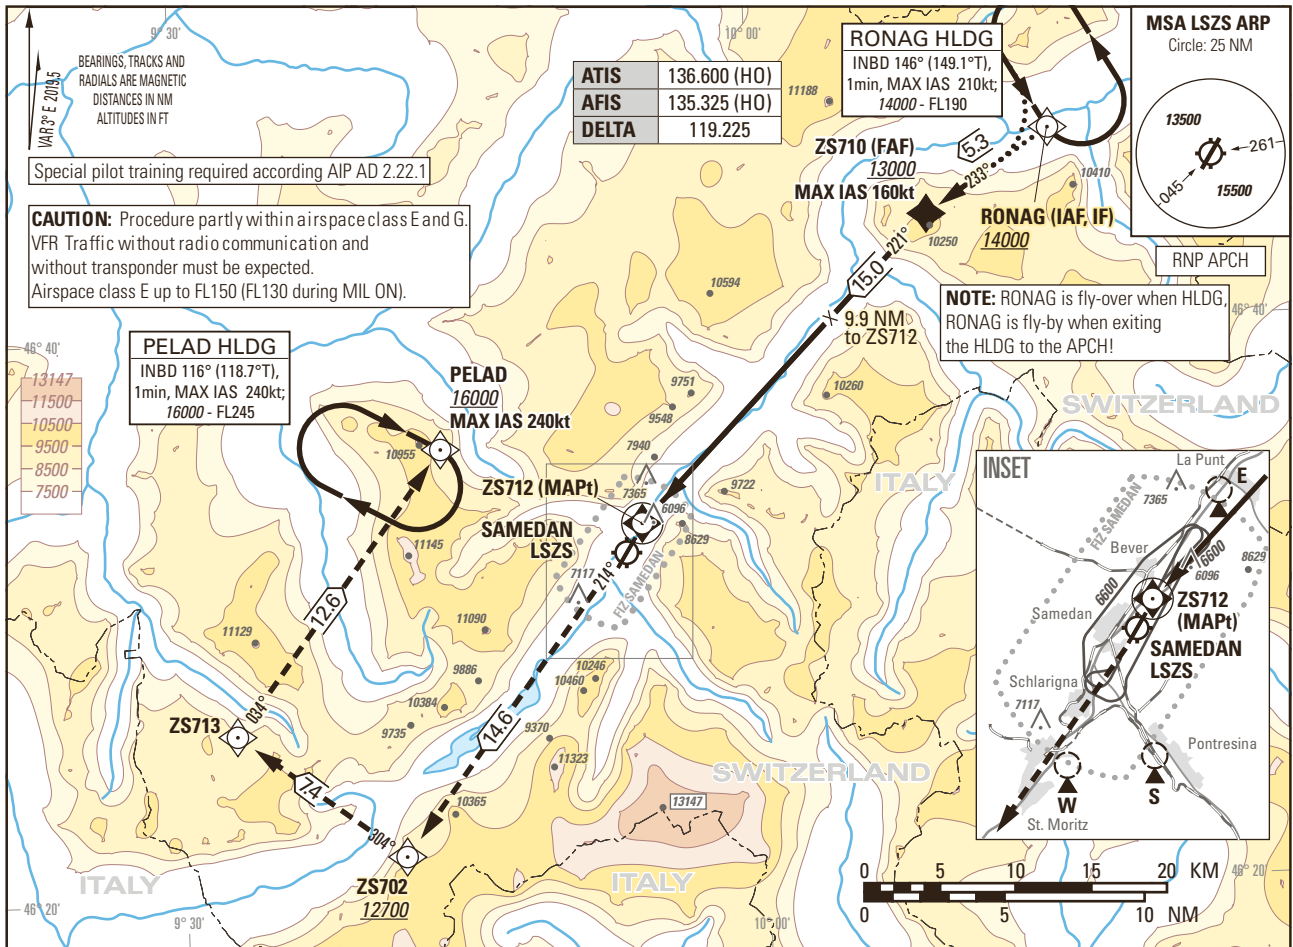 9° 30'
10° 00'
VAR 3° E 2019.5
BEARINGS, TRACKS AND
RADIALS ARE MAGNETIC
DISTANCES IN NM
ALTITUDES IN FT
ATIS 136.600 (HO)
AFIS 135.325 (HO)
DELTA 119.225
RONAG HLDG
INBD 146° (149.1°T),
1min, MAX IAS 210kt;
14000 - FL190
MSA LSZS ARP
Circle: 25 NM
13500
261
045
15500
RNP APCH
Special pilot training required according AIP AD 2.22.1
CAUTION: Procedure partly within airspace class E and G.
VFR Traffic without radio communication and
without transponder must be expected.
Airspace class E up to FL150 (FL130 during MIL ON).
11188
ZS710 (FAF)
13000
MAX IAS 160kt
5.3
233°
10410
RONAG (IAF, IF)
14000
10250
221°
15.0
10594
9.9 NM
to ZS712
NOTE: RONAG is fly-over when HLDG,
RONAG is fly-by when exiting
the HLDG to the APCH!
46° 40'
46° 40'
13147
11500
10500
9500
8500
7500
PELAD HLDG
INBD 116° (118.7°T),
1min, MAX IAS 240kt;
16000 - FL245
PELAD
16000
MAX IAS 240kt
10955
9751
9548
10260
7940
7365
9722
SWITZERLAND
ITALY
ZS712 (MAPt)
6096
SAMEDAN
LSZS
8629
7117
214°
FIZ SAMEDAN
11145
12.6
11090
11129
9886
10384
9735
10246
10460
034°
ZS713
14.6
9370
11323
SWITZERLAND
7.4
10365
13147
304°
ZS702
12700
ITALY
ITALY
46° 20'
46° 20'
9° 30'
10° 00'
INSET
La Punt
E
7365
FIZ SAMEDAN
Bever
6600
8629
6096
6600
ZS712
(MAPt)
Samedan
SAMEDAN
LSZS
Schlarigna
7117
Pontresina
W
S
St. Moritz
0 5 10 15 20 KM
0 5 10 NM